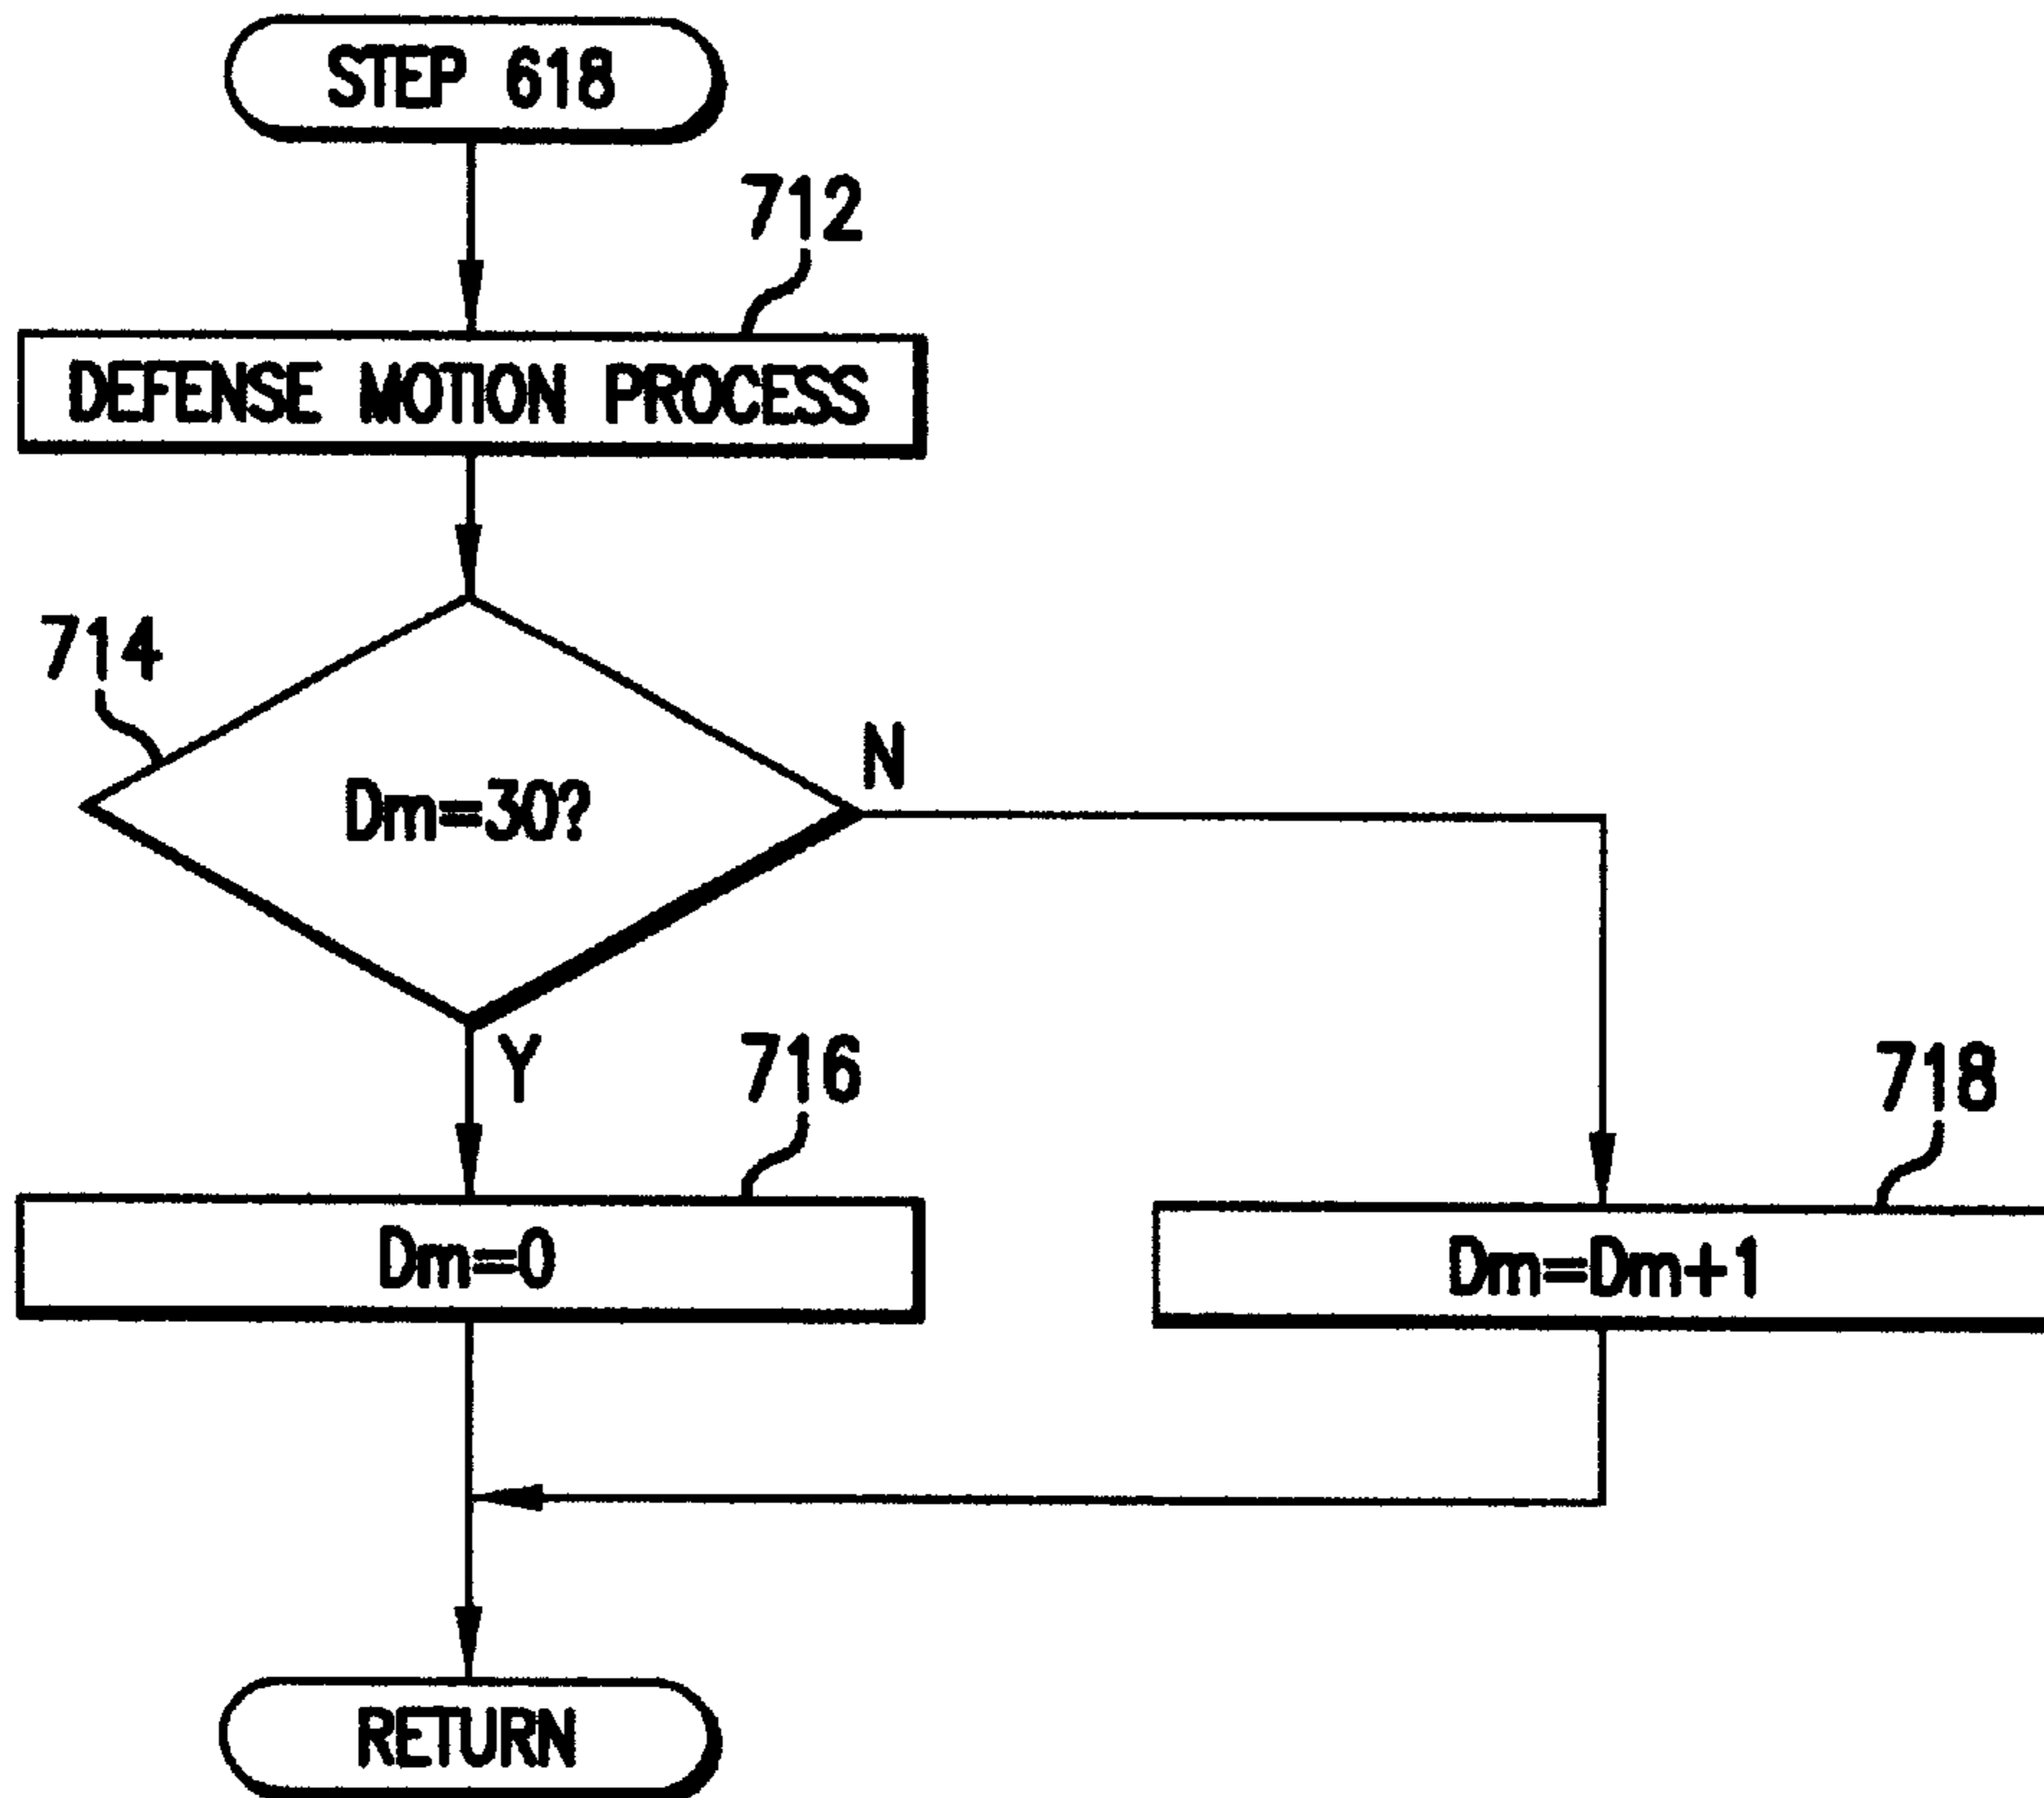 STEP 618
712
DEFENSE MOTION PROCESS
714
Dm=30?
N
Y
716
718
Dm=0
Dm=Dm+1
RETURN